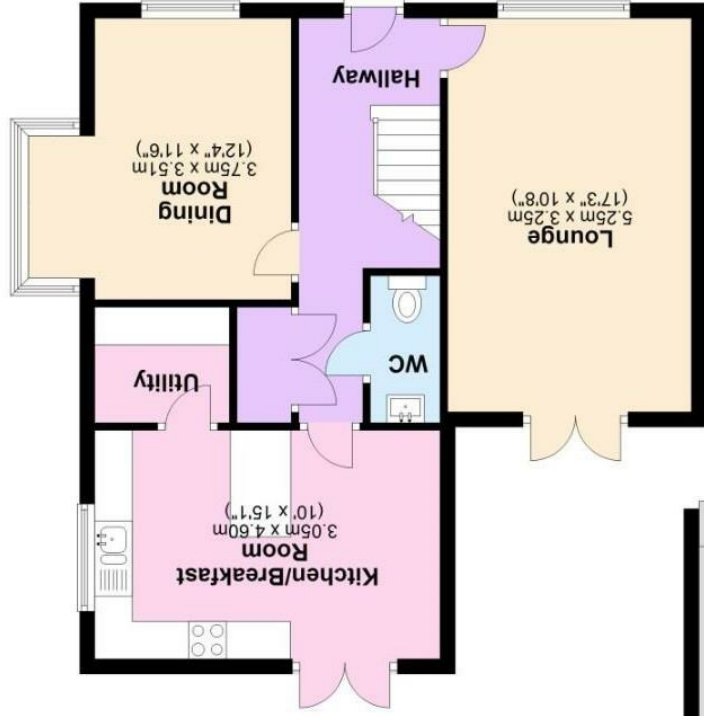 Kitchen/Breakfast
Room
3.05m x 4.60m
(10' x 15'1")
Utility
WC
Lounge
5.25m x 3.25m
(17'3" x 10'8")
Dining
Room
3.75m x 3.51m
(12'4" x 11'6")
Hallway